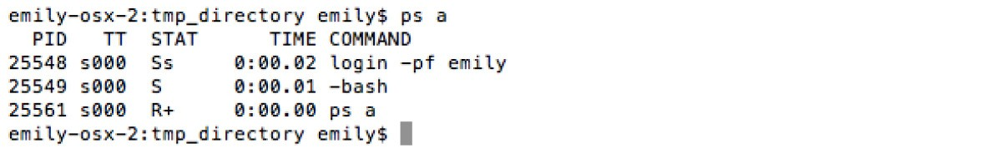 emily-osx-2:tmp_directory emily$ ps a
  PID   TT  STAT      TIME COMMAND
25548 s000  Ss     0:00.02 login -pf emily
25549 s000  S      0:00.01 -bash
25561 s000  R+     0:00.00 ps a
emily-osx-2:tmp_directory emily$